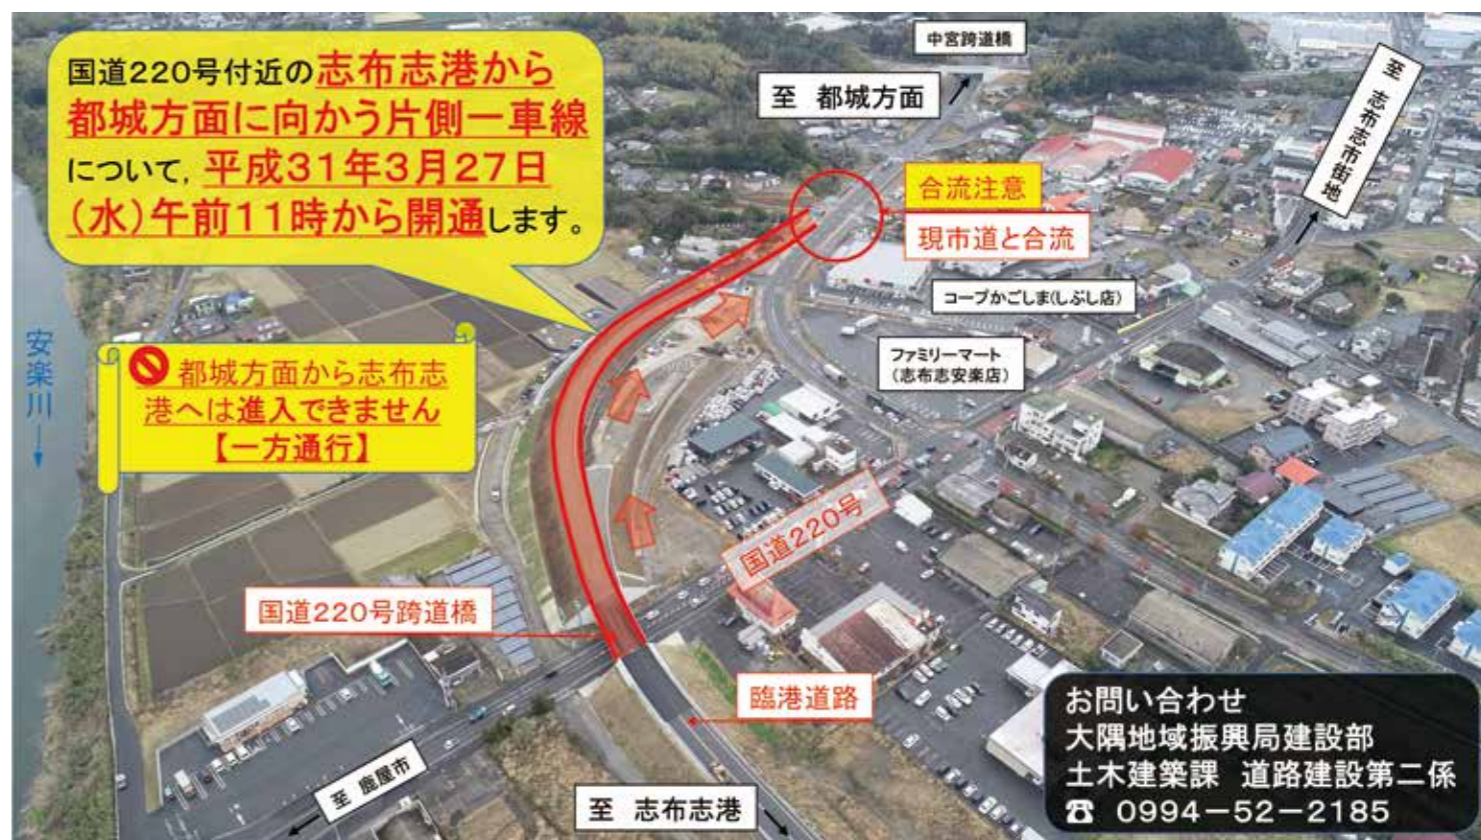 国道220号付近の志布志港から
都城方面に向かう片側一車線
について,平成31年3月27日
(水)午前11時から開通します。
中宮跨道橋
至 都城方面
至 志布志市街地
合流注意
現市道と合流
コープかごしま(しぶし店)
ファミリーマート
(志布志安楽店)
安楽川
都城方面から志布志
港へは進入できません
【一方通行】
国道220号
国道220号跨道橋
臨港道路
至 鹿屋市
至 志布志港
お問い合わせ
大隅地域振興局建設部
土木建築課 道路建設第二係
☎ 0994-52-2185